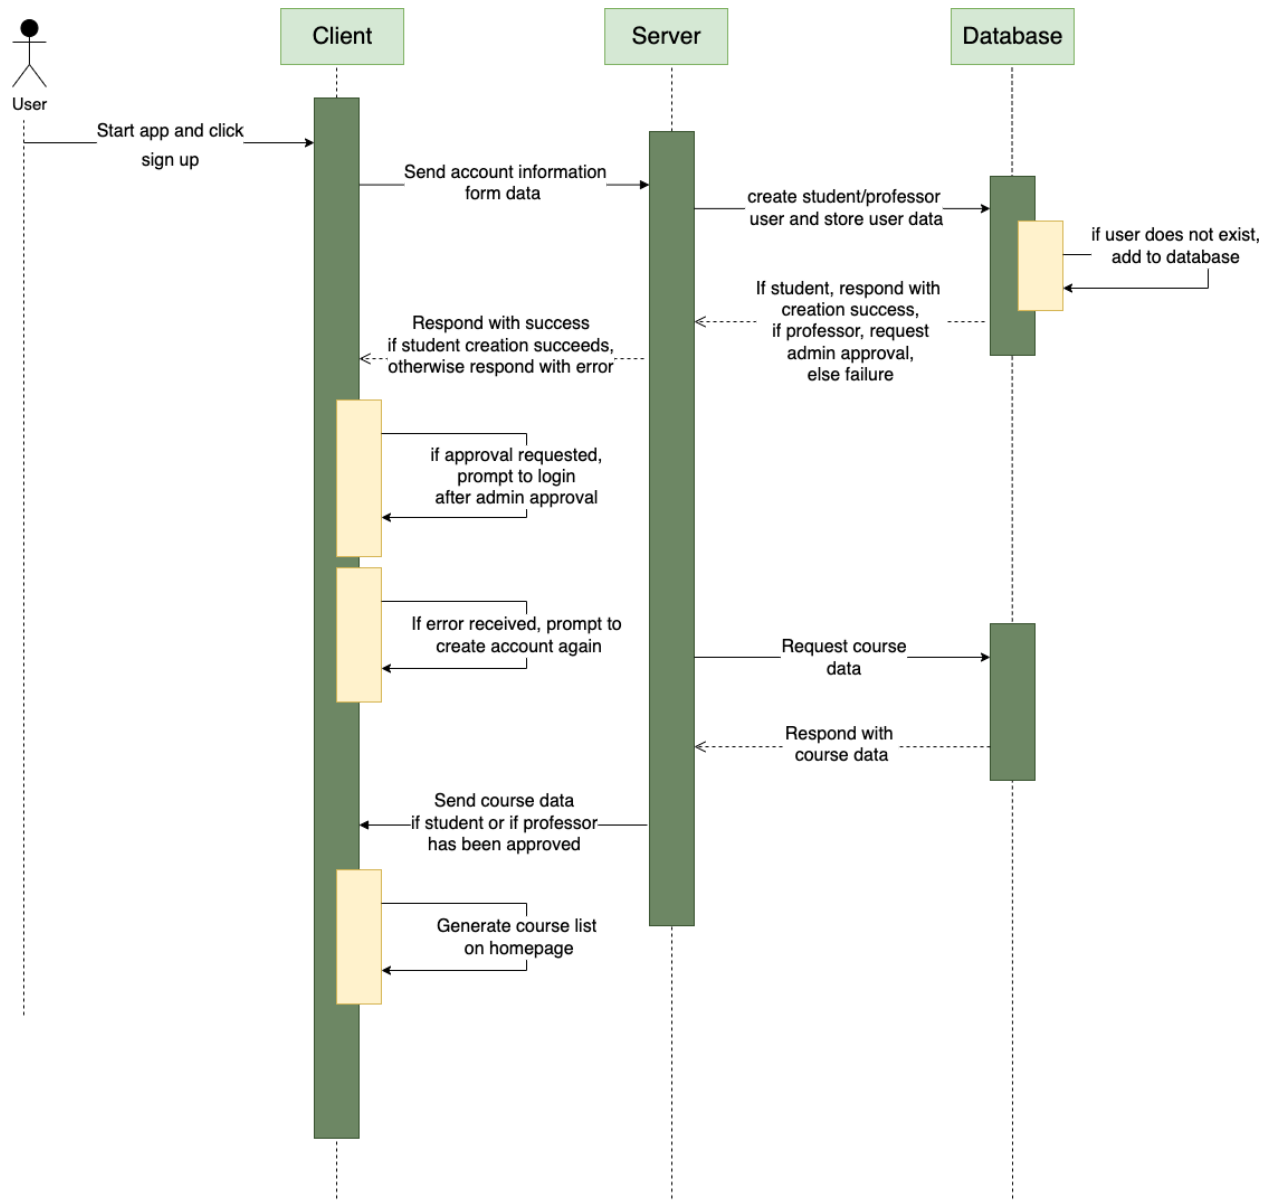 Client
Server
Database
User
Start app and click
sign up
Send account information
form data
create student/professor
user and store user data
if user does not exist,
add to database
If student, respond with
creation success,
if professor, request
admin approval,
else failure
Respond with success
if student creation succeeds,
otherwise respond with error
if approval requested,
prompt to login
after admin approval
If error received, prompt to
create account again
Request course
data
Respond with
course data
Send course data
if student or if professor
has been approved
Generate course list
on homepage